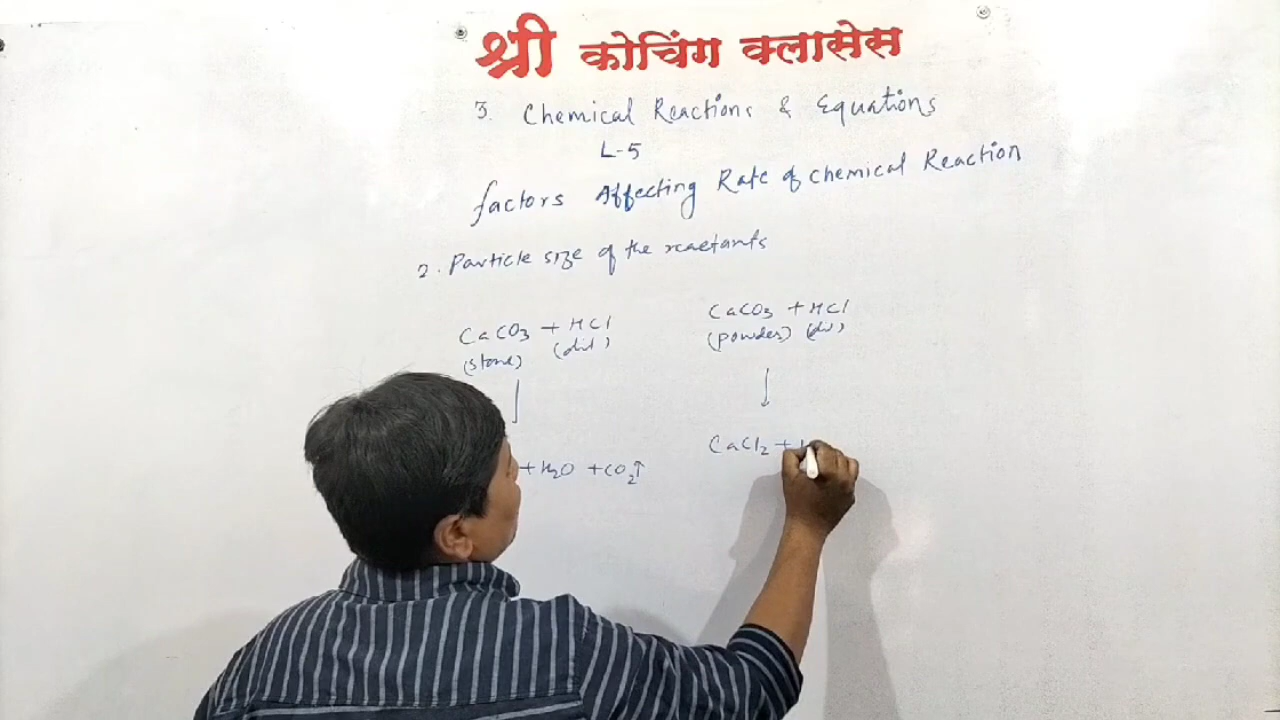 श्री कोचिंग क्लासेस
3. Chemical Reactions & Equations
L-5
factors Affecting Rate of chemical Reaction
2. Particle size of the reactants
CaCO3 + HCl
(stone) (dil)
CaCO3 + HCl
(powder) (dil)
↓
+ H2O + CO2↑
CaCl2 +